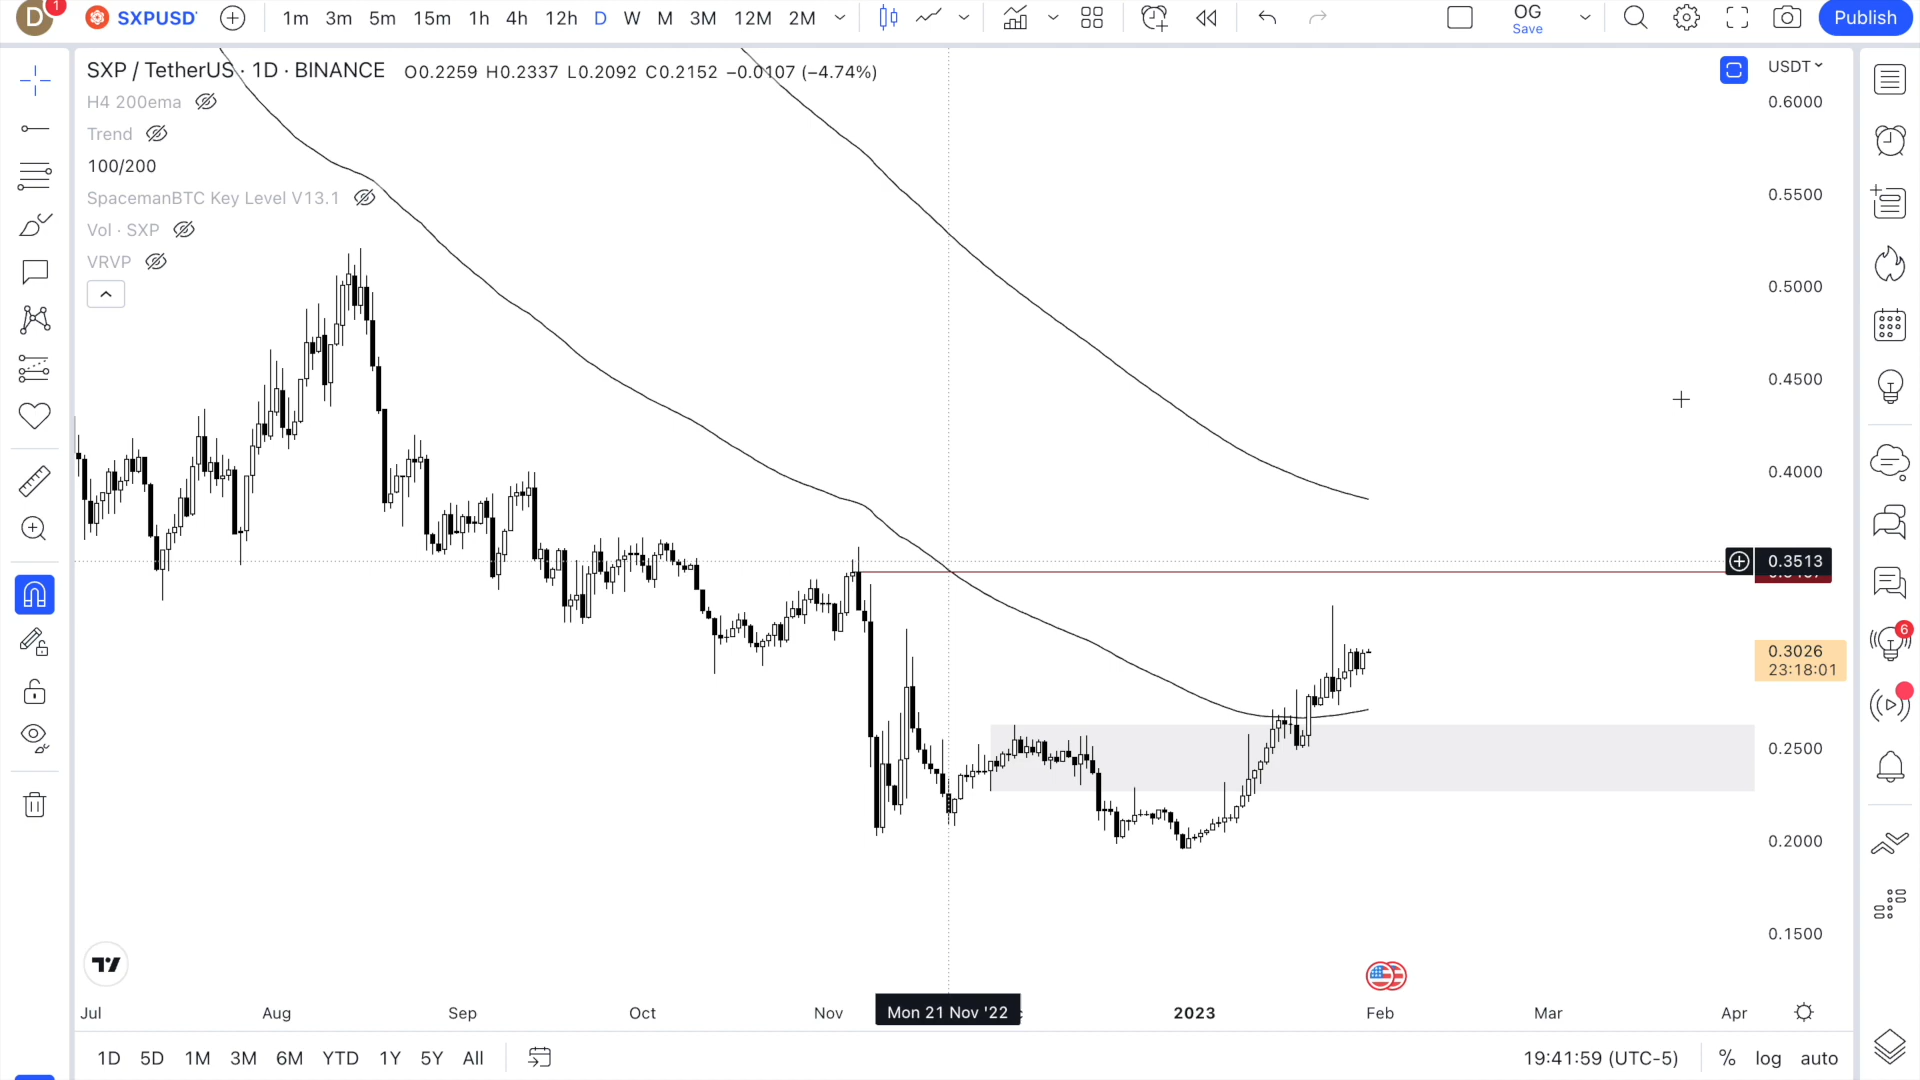 D 1 SXPUSD 1m 3m 5m 15m 1h 4h 12h D W M 3M 12M 2M OG Save Publish
SXP / TetherUS · 1D · BINANCE O0.2259 H0.2337 L0.2092 C0.2152 −0.0107 (−4.74%)
USDT
H4 200ema
Trend
100/200
SpacemanBTC Key Level V13.1
Vol · SXP
VRVP
0.6000
0.5500
0.5000
0.4500
0.4000
0.3513
0.3026
23:18:01
6
0.2500
0.2000
0.1500
Jul Aug Sep Oct Nov Mon 21 Nov '22 2023 Feb Mar Apr
1D 5D 1M 3M 6M YTD 1Y 5Y All 19:41:59 (UTC-5) % log auto